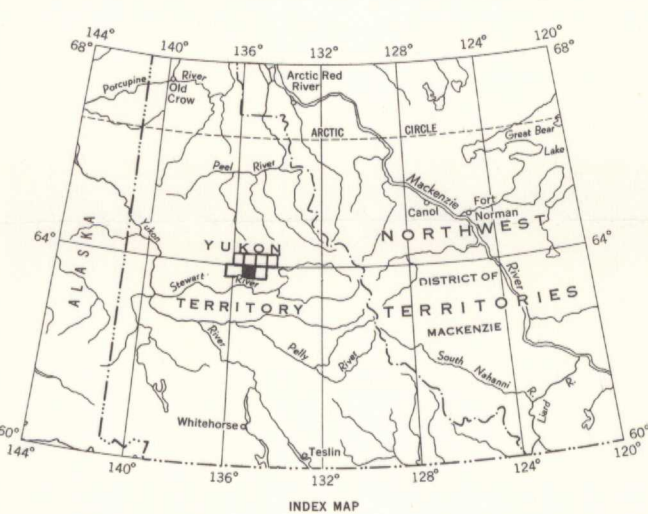 144°
68°
140°
136°
132°
128°
124°
120°
68°
Porcupine River
Old Crow
Arctic Red River
ARCTIC CIRCLE
Great Bear Lake
Peel River
Mackenzie
Canol
Fort Norman
64°
Yukon
YUKON
NORTHWEST
64°
ALASKA
Stewart
River
DISTRICT OF
River
TERRITORY
TERRITORIES
MACKENZIE
River
Pelly
River
South Nahanni
R.
Liard
R.
Whitehorse
Teslin
60°
144°
140°
136°
132°
128°
124°
60°
120°
INDEX MAP